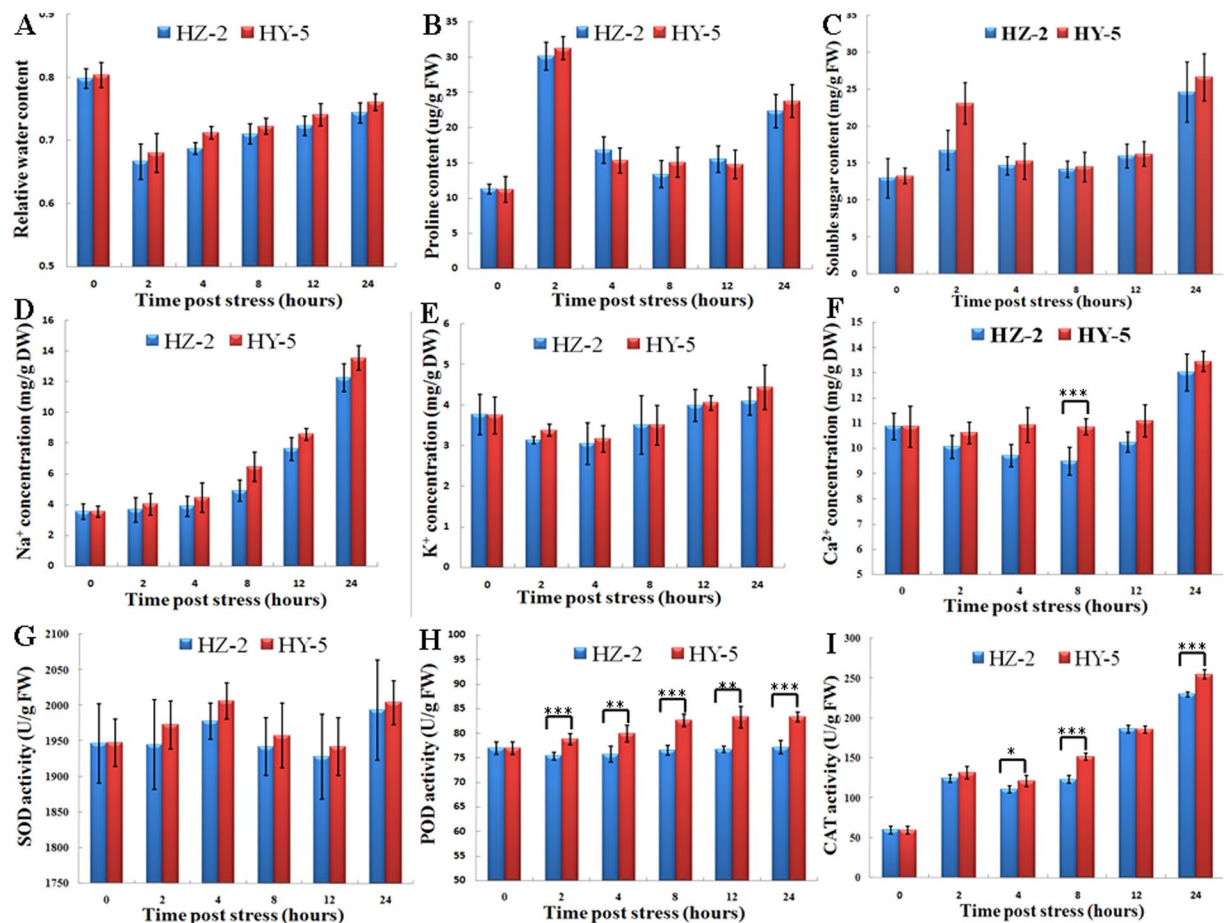 A
HZ-2 HY-5
Relative water content
0.8
0.7
0.6
0.5
0 2 4 8 12 24
Time post stress (hours)
B
HZ-2 HY-5
Proline content (ug/g FW)
35
30
25
20
15
10
5
0
0 2 4 8 12 24
Time post stress (hours)
C
HZ-2 HY-5
Soluble sugar content (mg/g FW)
35
30
25
20
15
10
5
0
0 2 4 8 12 24
Time post stress (hours)
D
HZ-2 HY-5
Na⁺ concentration (mg/g DW)
16
14
12
10
8
6
4
2
0
0 2 4 8 12 24
Time post stress (hours)
E
HZ-2 HY-5
K⁺ concentration (mg/g DW)
6
5
4
3
2
1
0
0 2 4 8 12 24
Time post stress (hours)
F
HZ-2 HY-5
Ca²⁺ concentration (mg/g DW)
15
14
13
12
11
10
9
8
7
6
5
***
0 2 4 8 12 24
Time post stress (hours)
G
HZ-2 HY-5
SOD activity (U/g FW)
2100
2050
2000
1950
1900
1850
1800
1750
0 2 4 8 12 24
Time post stress (hours)
H
HZ-2 HY-5
POD activity (U/g FW)
100
95
90
85
80
75
70
65
60
55
50
*** ** *** ** ***
0 2 4 8 12 24
Time post stress (hours)
I
HZ-2 HY-5
CAT activity (U/g FW)
300
250
200
150
100
50
0
* *** ***
0 2 4 8 12 24
Time post stress (hours)